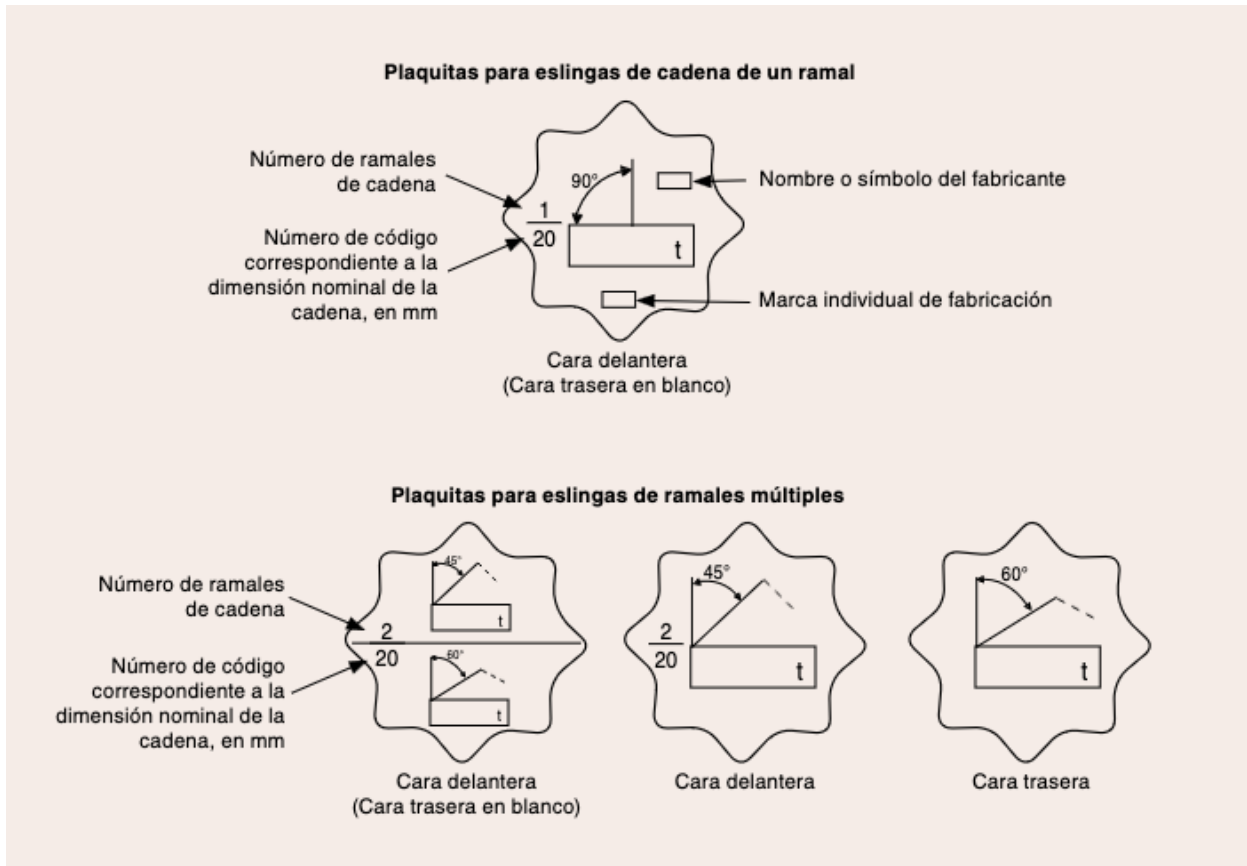 Plaquitas para eslingas de cadena de un ramal
Número de ramales
de cadena
Número de código
correspondiente a la
dimensión nominal de la
cadena, en mm
90°
1
20
t
Nombre o símbolo del fabricante
Marca individual de fabricación
Cara delantera
(Cara trasera en blanco)
Plaquitas para eslingas de ramales múltiples
Número de ramales
de cadena
Número de código
correspondiente a la
dimensión nominal de la
cadena, en mm
45°
t
2
20
60°
t
Cara delantera
(Cara trasera en blanco)
45°
2
20
t
Cara delantera
60°
t
Cara trasera